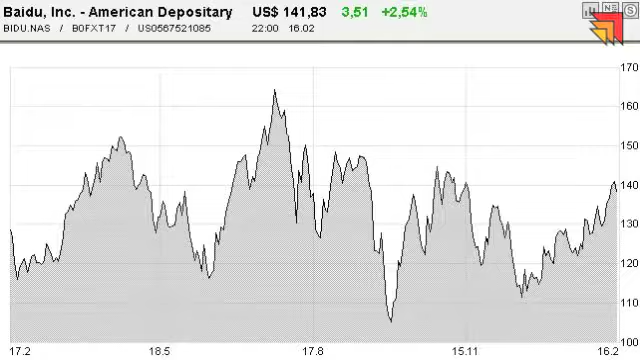 Baidu, Inc. - American Depositary US$ 141,83 3,51 +2,54%
BIDU.NAS / B0FXT17 / US0567521085 22:00 16.02
170
160
150
140
130
120
110
100
17.2 18.5 17.8 15.11 16.2